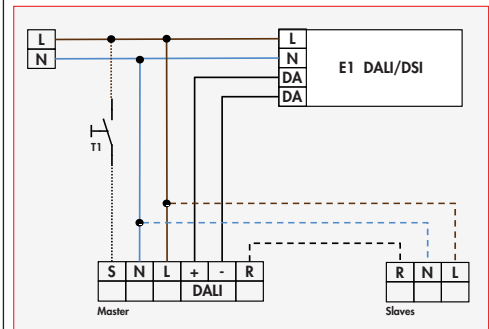 L
N
L
N
DA
DA
E1 DALI/DSI
T1
S N L + - R
DALI
Master
R N L
Slaves